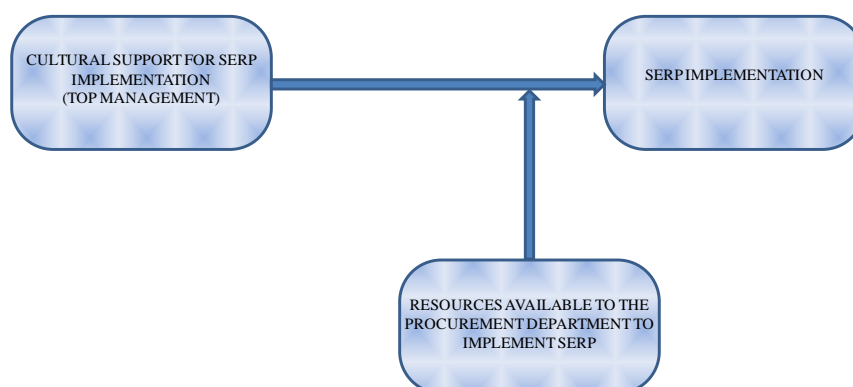 CULTURAL SUPPORT FOR SERP
IMPLEMENTATION
(TOP MANAGEMENT)
SERP IMPLEMENTATION
RESOURCES AVAILABLE TO THE
PROCUREMENT DEPARTMENT TO
IMPLEMENT SERP